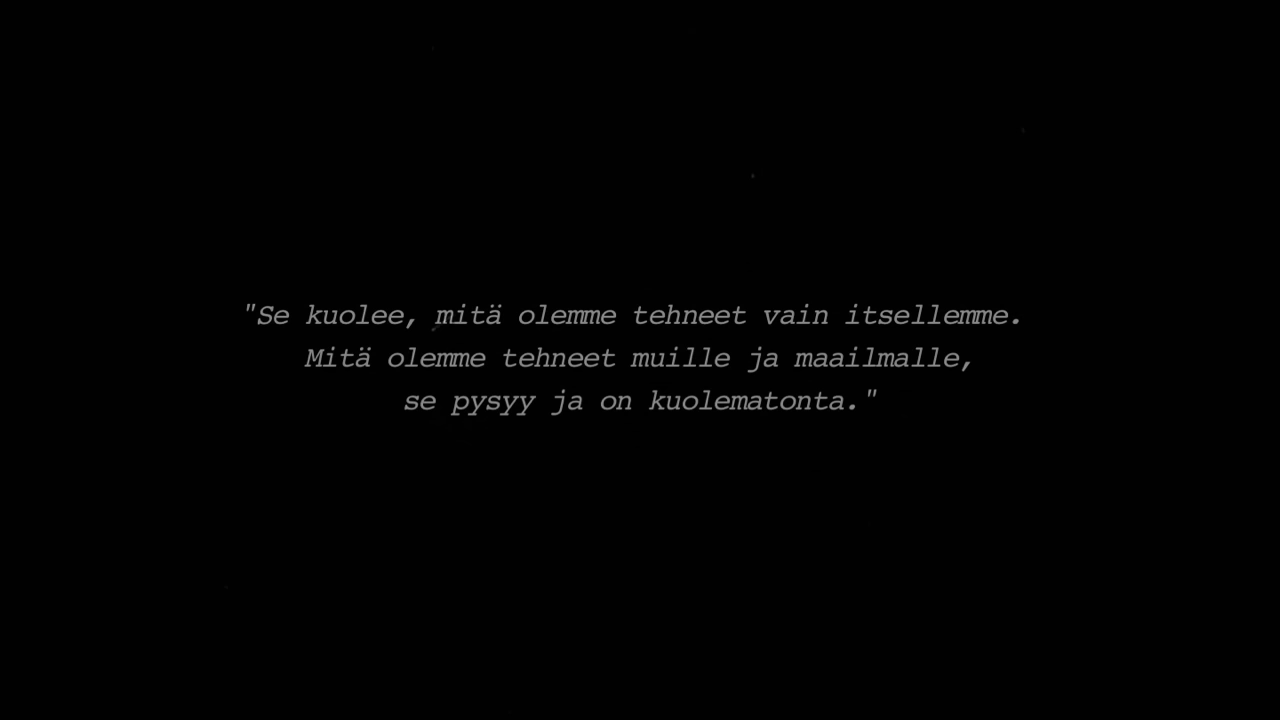 "Se kuolee, mitä olemme tehneet vain itsellemme.
Mitä olemme tehneet muille ja maailmalle,
se pysyy ja on kuolematonta."